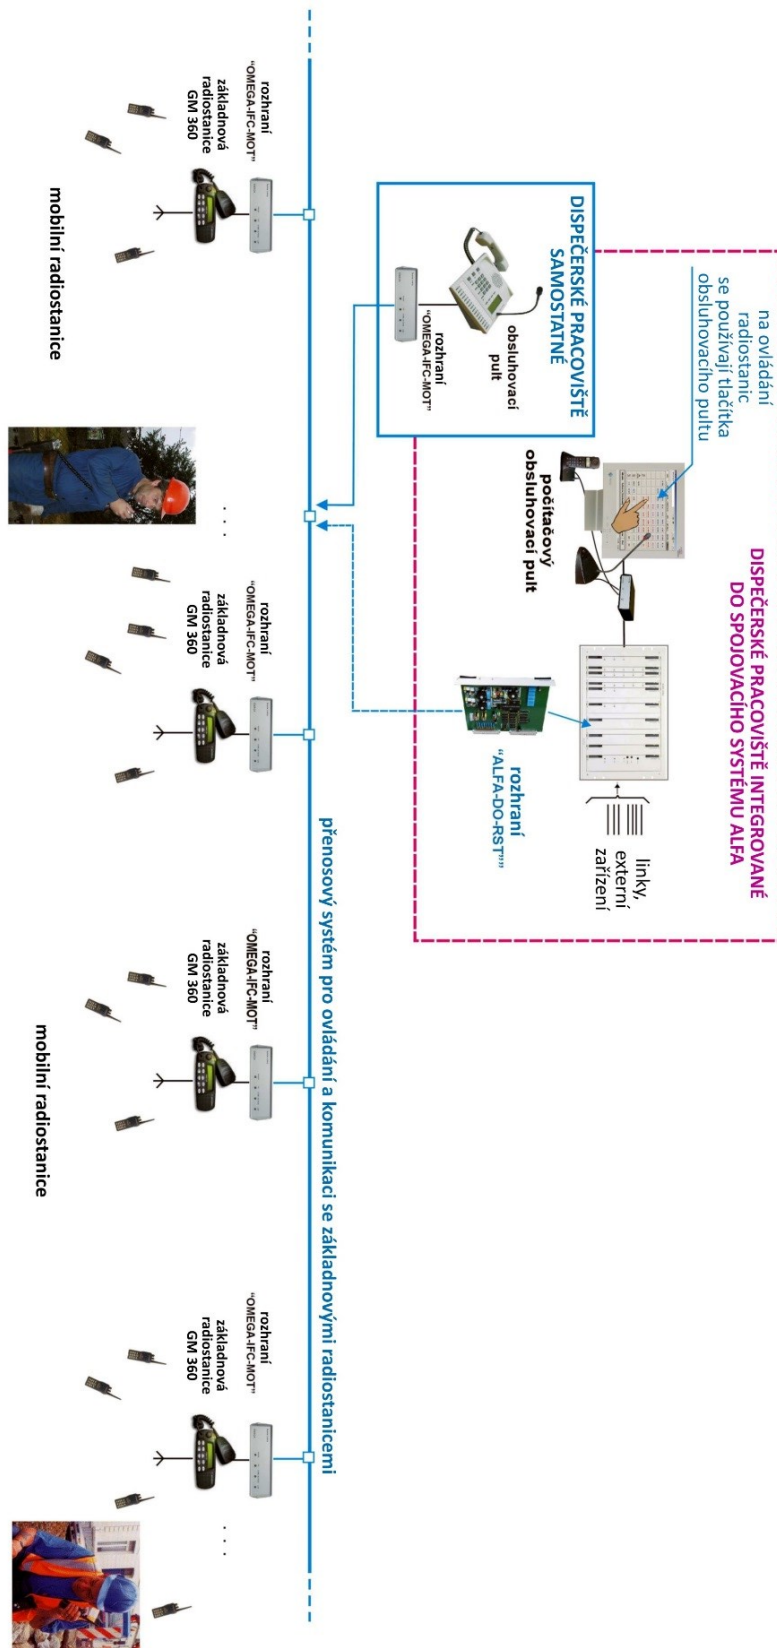 na ovládání
radiostanic
se používají tlačítka
obsluhovacího pultu
DISPEČERSKÉ PRACOVIŠTĚ INTEGROVANÉ
DO SPOJOVACÍHO SYSTÉMU ALFA
počítačový
obsluhovací pult
linky,
externí
zařízení
rozhraní
"ALFA-DO-RST""
DISPEČERSKÉ PRACOVIŠTĚ
SAMOSTATNÉ
obsluhovací
pult
rozhraní
"OMEGA-IFC-MOT"
přenosový systém pro ovládání a komunikaci se základnovými radiostanicemi
rozhraní
"OMEGA-IFC-MOT"
základnová
radiostanice
GM 360
. . .
rozhraní
"OMEGA-IFC-MOT"
základnová
radiostanice
GM 360
rozhraní
"OMEGA-IFC-MOT"
základnová
radiostanice
GM 360
rozhraní
"OMEGA-IFC-MOT"
základnová
radiostanice
GM 360
. . .
mobilní radiostanice
mobilní radiostanice